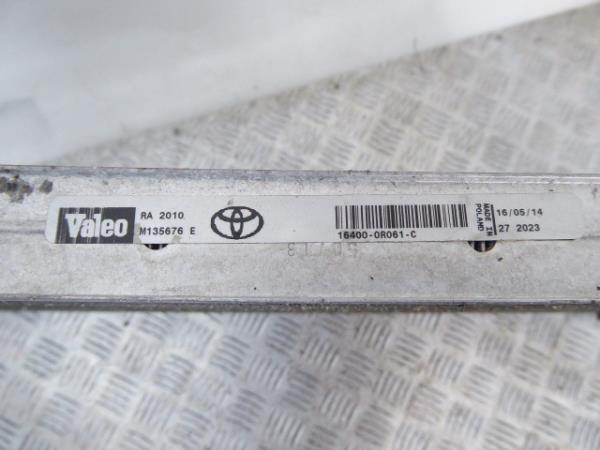 Valeo
RA 2010
M135676 E
16400-0R061-C
MADE IN
POLAND
16/05/14
27 2023